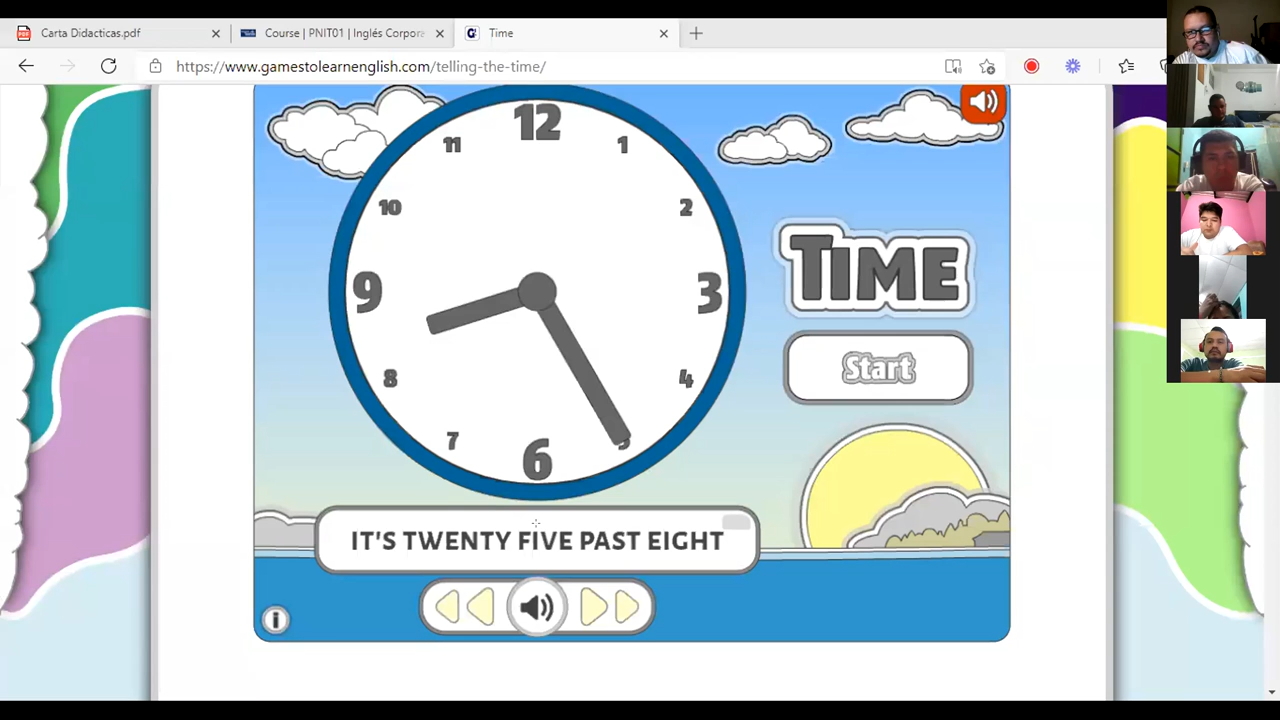 Carta Didacticas.pdf
Course | PNIT01 | Inglés Corpora
Time
https://www.gamestolearnenglish.com/telling-the-time/
12
11
1
10
2
9
3
8
4
7
5
6
TIME
Start
IT'S TWENTY FIVE PAST EIGHT
i